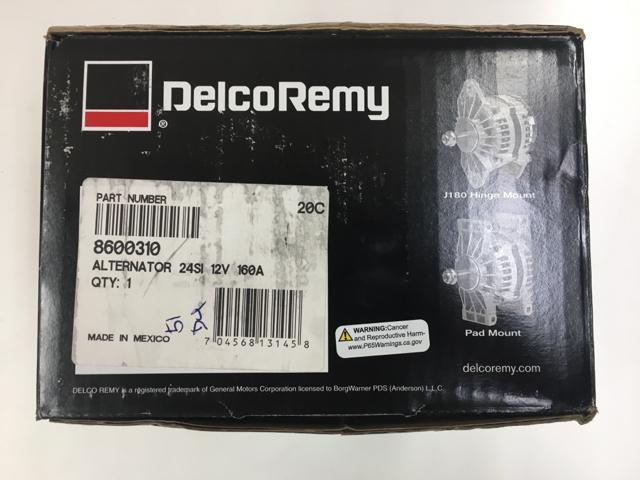 DelcoRemy
®
PART NUMBER
20C
8600310
ALTERNATOR 24SI 12V 160A
QTY: 1
MADE IN MEXICO
7 04568 13145 8
J180 Hinge Mount
Pad Mount
WARNING:Cancer
and Reproductive Harm-
www.P65Warnings.ca.gov
delcoremy.com
DELCO REMY is a registered trademark of General Motors Corporation licensed to BorgWarner PDS (Anderson) L.L.C.